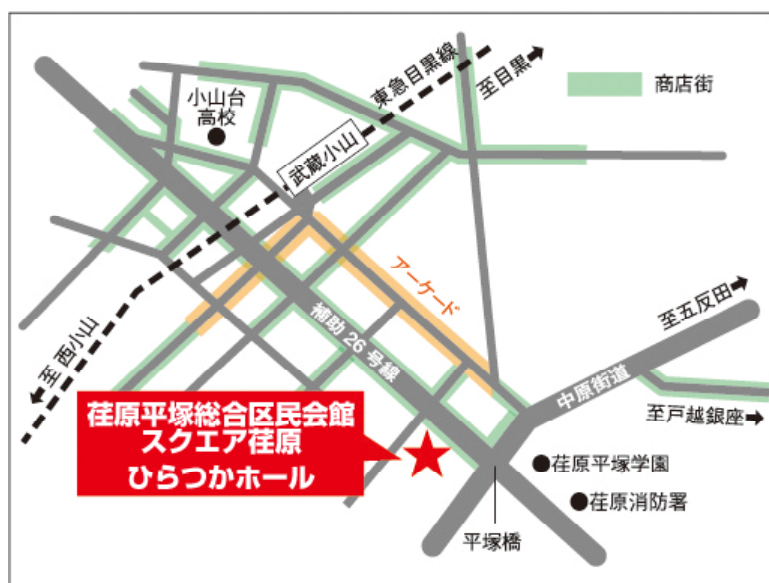 東急目黒線
至目黒
商店街
小山台
高校
武蔵小山
アーケード
至五反田
補助26号線
中原街道
至 西小山
至戸越銀座
荏原平塚総合区民会館
スクエア荏原
ひらつかホール
荏原平塚学園
荏原消防署
平塚橋